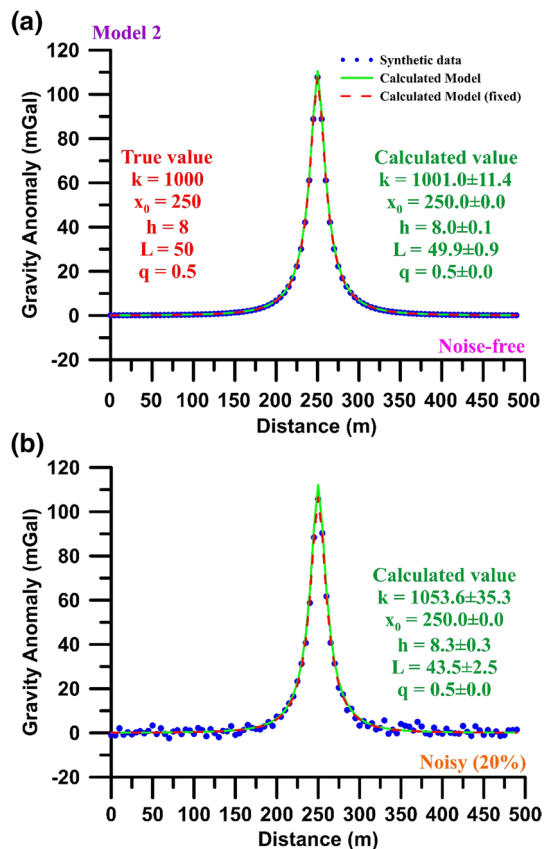 (a)
Model 2
Synthetic data
Calculated Model
Calculated Model (fixed)
True value
k = 1000
x₀ = 250
h = 8
L = 50
q = 0.5
Calculated value
k = 1001.0±11.4
x₀ = 250.0±0.0
h = 8.0±0.1
L = 49.9±0.9
q = 0.5±0.0
Noise-free
Gravity Anomaly (mGal)
120
100
80
60
40
20
0
-20
0 50 100 150 200 250 300 350 400 450 500
Distance (m)
(b)
Calculated value
k = 1053.6±35.3
x₀ = 250.0±0.0
h = 8.3±0.3
L = 43.5±2.5
q = 0.5±0.0
Noisy (20%)
Gravity Anomaly (mGal)
120
100
80
60
40
20
0
-20
0 50 100 150 200 250 300 350 400 450 500
Distance (m)